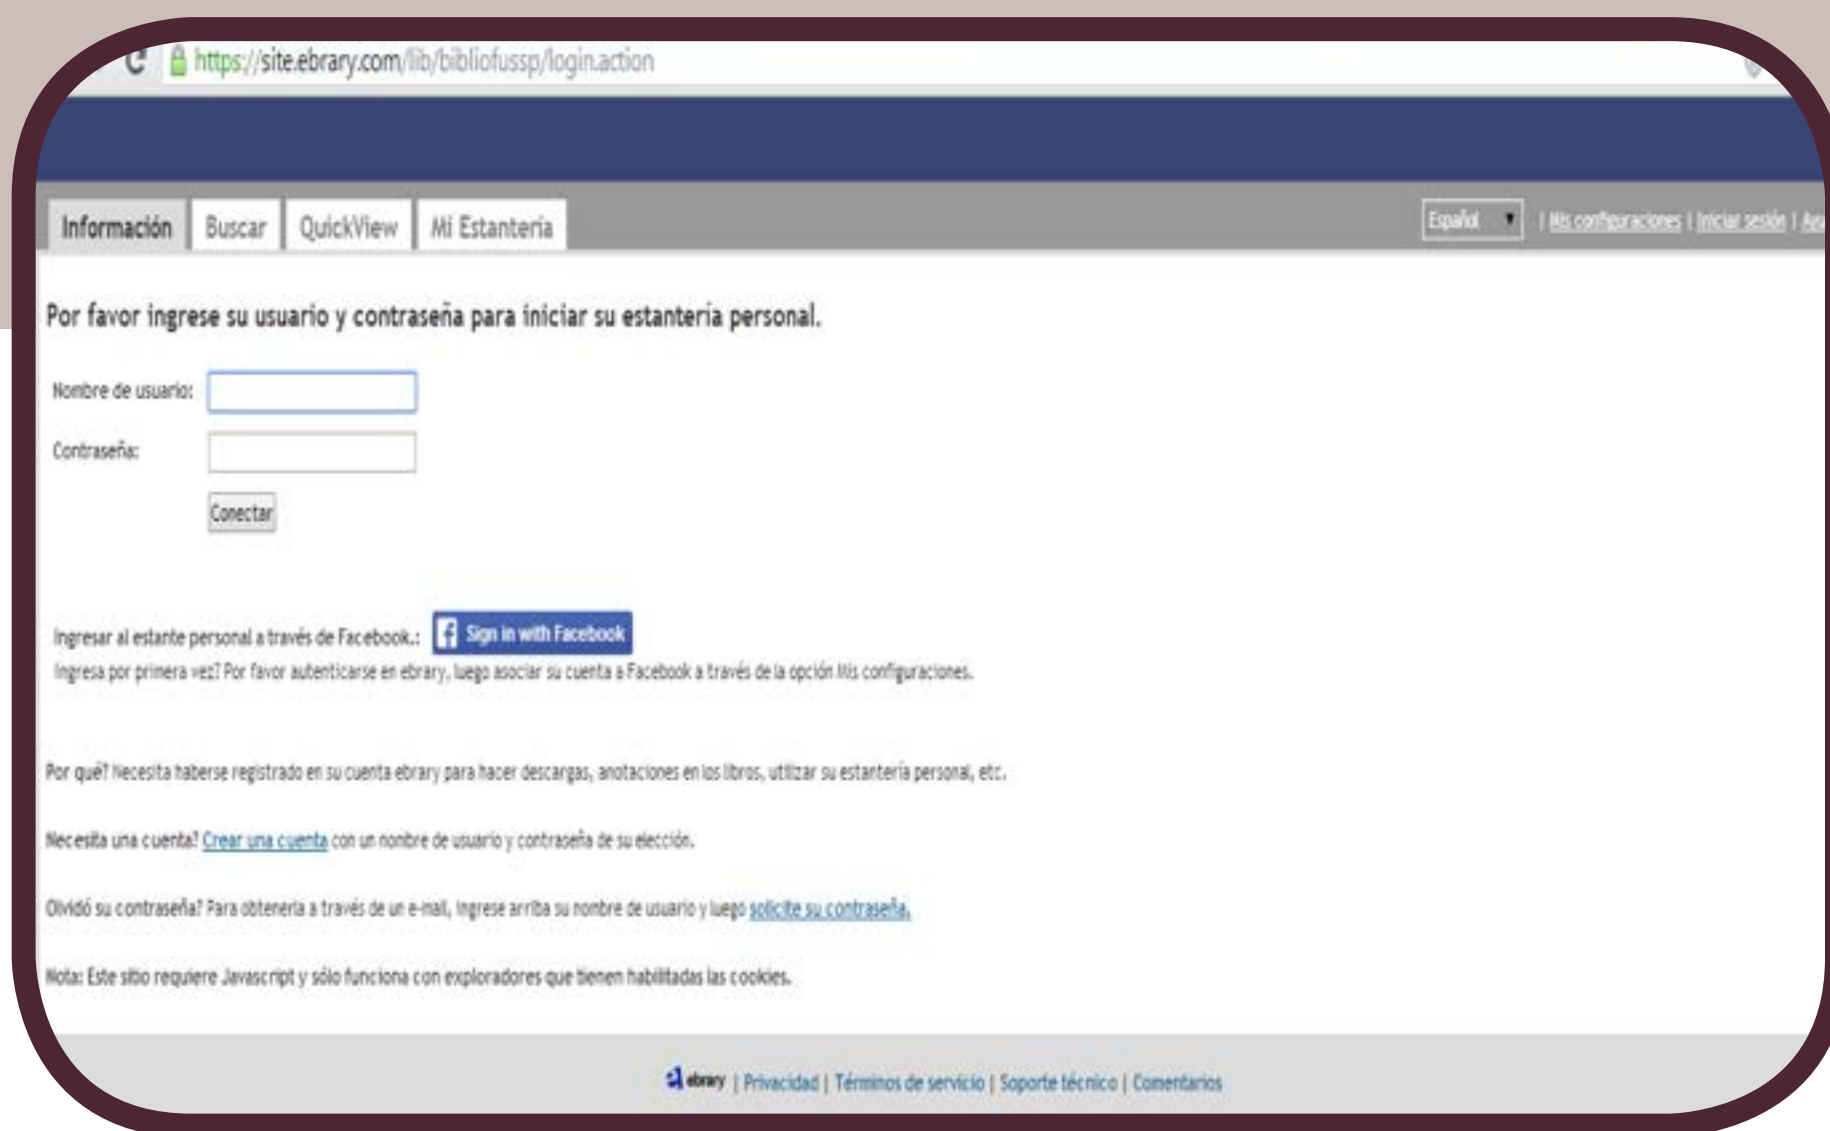 https://site.ebrary.com/lib/bibliofussp/login.action
Información Buscar QuickView Mi Estantería Español | Mis configuraciones | Iniciar sesión |
Por favor ingrese su usuario y contraseña para iniciar su estantería personal.
Nombre de usuario:
Contraseña:
Conectar
Ingresar al estante personal a través de Facebook.: f Sign in with Facebook
Ingresa por primera vez? Por favor autenticarse en ebrary, luego asociar su cuenta a Facebook a través de la opción Mis configuraciones.
Por qué? Necesita haberse registrado en su cuenta ebrary para hacer descargas, anotaciones en los libros, utilizar su estantería personal, etc.
Necesita una cuenta? Crear una cuenta con un nombre de usuario y contraseña de su elección.
Olvidó su contraseña? Para obtenerla a través de un e-mail, ingrese arriba su nombre de usuario y luego solicite su contraseña.
Nota: Este sitio requiere Javascript y sólo funciona con exploradores que tienen habilitadas las cookies.
ebrary | Privacidad | Términos de servicio | Soporte técnico | Comentarios